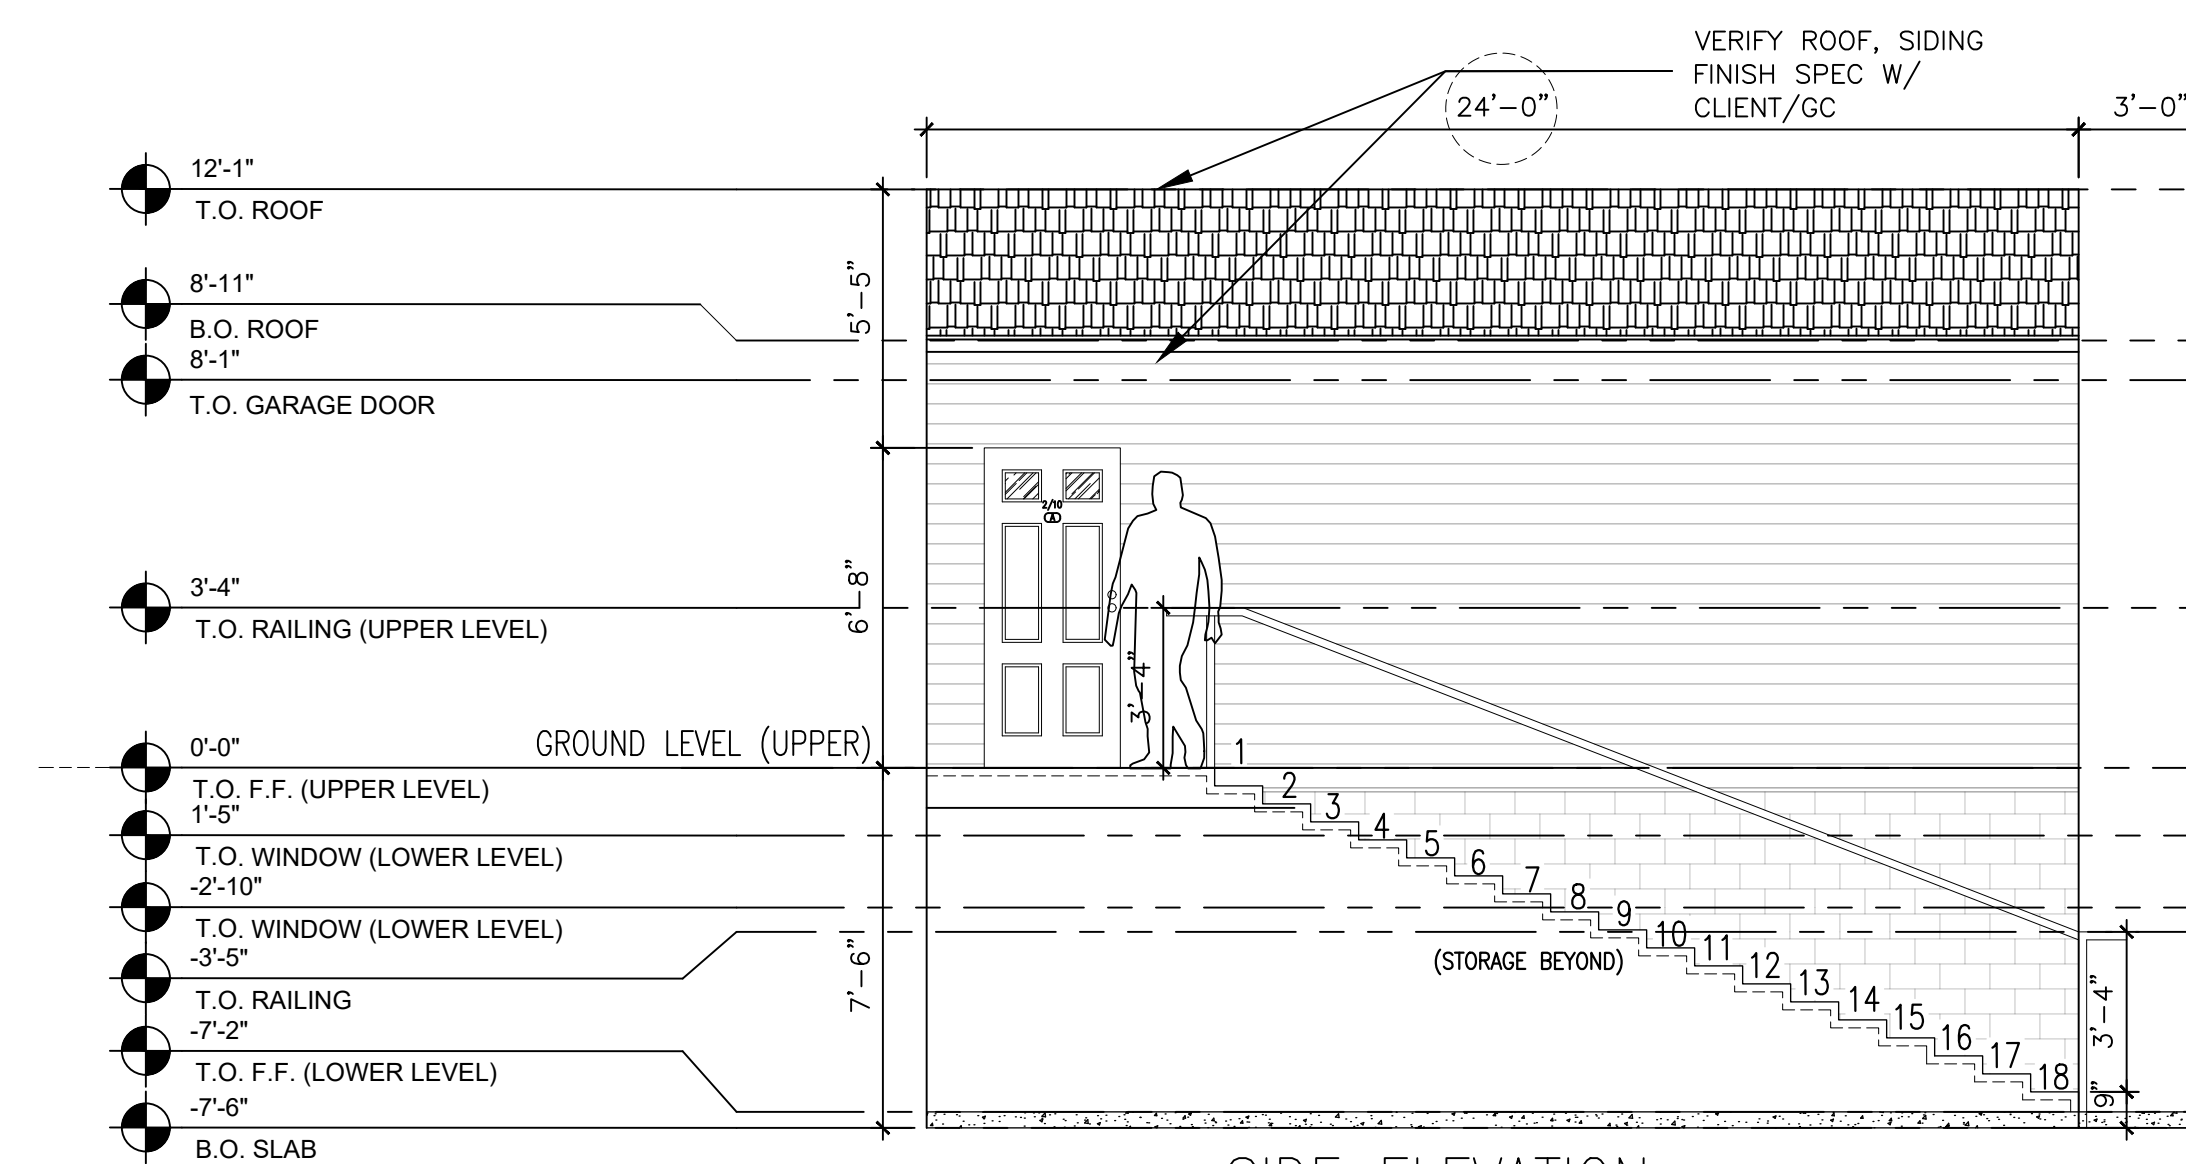 VERIFY ROOF, SIDING
FINISH SPEC W/
CLIENT/GC
24'-0"
3'-0"
12'-1"
T.O. ROOF
8'-11"
B.O. ROOF
8'-1"
T.O. GARAGE DOOR
5'-5"
2/10
A
3'-4"
T.O. RAILING (UPPER LEVEL)
6'-8"
3'-4"
0'-0"
GROUND LEVEL (UPPER)
T.O. F.F. (UPPER LEVEL)
1'-5"
T.O. WINDOW (LOWER LEVEL)
-2'-10"
T.O. WINDOW (LOWER LEVEL)
-3'-5"
T.O. RAILING
-7'-2"
T.O. F.F. (LOWER LEVEL)
-7'-6"
B.O. SLAB
7'-6"
1
2
3
4
5
6
7
8
9
10
11
12
13
14
15
16
17
18
(STORAGE BEYOND)
3'-4"
9"
SIDE ELEVATION